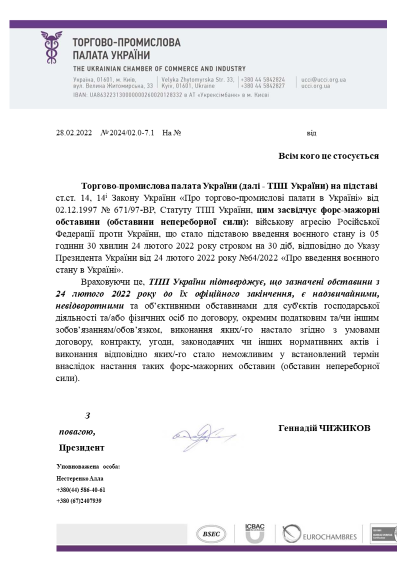 ТОРГОВО-ПРОМИСЛОВА
ПАЛАТА УКРАЇНИ
THE UKRAINIAN CHAMBER OF COMMERCE AND INDUSTRY
Україна, 01601, м. Київ, Velyka Zhytomyrska Str. 33, +380 44 5842824 ucci@ucci.org.ua
вул. Велика Житомирська, 33 Kyiv, 01601, Ukraine +380 44 5842827 ucci.org.ua
28.02.2022 №2024/02.0-7.1 На № від
Всім кого це стосується
Торгово-промислова палата України (далі - ТПП України) на підставі
ст.ст. 14, 14¹ Закону України «Про торгово-промислові палати в Україні» від
02.12.1997 № 671/97-ВР, Статуту ТПП України, цим засвідчує форс-мажорні
обставини (обставини непереборної сили): військову агресію Російської
Федерації проти України, що стало підставою введення воєнного стану із 05
години 30 хвилин 24 лютого 2022 року строком на 30 діб, відповідно до Указу
Президента України від 24 лютого 2022 року №64/2022 «Про введення воєнного
стану в Україні».
Враховуючи це, ТПП України підтверджує, що зазначені обставини з
24 лютого 2022 року до їх офіційного закінчення, є надзвичайними,
невідворотними та об’єктивними обставинами для суб'єктів господарської
діяльності та/або фізичних осіб по договору, окремим податковим та/чи іншим
зобов’язанням/обов’язком, виконання яких/-го настало згідно з умовами
договору, контракту, угоди, законодавчих чи інших нормативних актів і
виконання відповідно яких/-го стало неможливим у встановлений термін
внаслідок настання таких форс-мажорних обставин (обставин непереборної
сили).
З
повагою,
Президент
Геннадій ЧИЖИКОВ
Уповноважена особа:
Нестеренко Алла
+380(44) 586-40-61
+380 (67)2407939
BSEC
ICBAC
EUROCHAMBRES